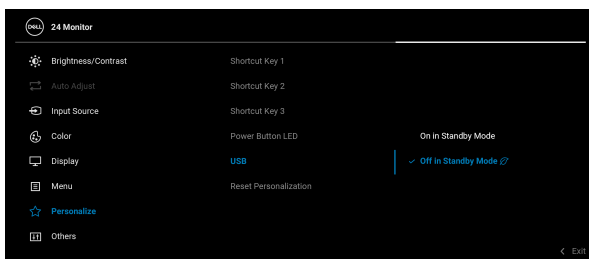 DELL 24 Monitor
Brightness/Contrast Shortcut Key 1
Auto Adjust Shortcut Key 2
Input Source Shortcut Key 3
Color Power Button LED On in Standby Mode
Display USB Off in Standby Mode
Menu Reset Personalization
Personalize
Others
Exit